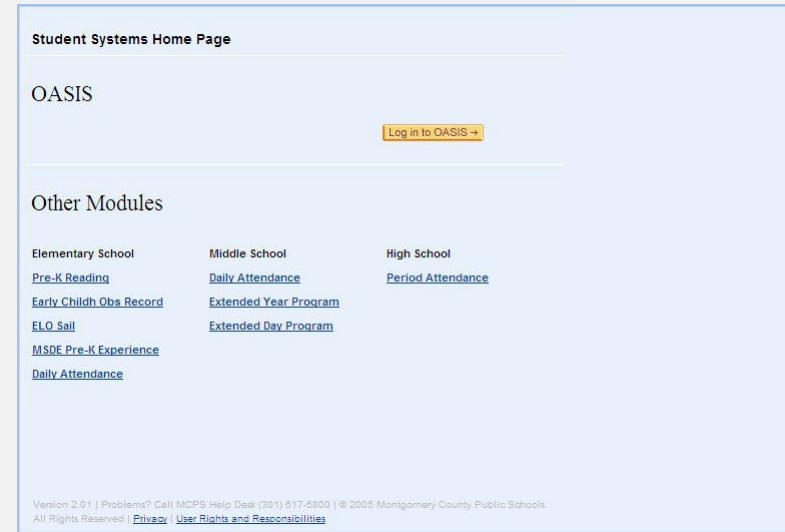 Student Systems Home Page
OASIS
Log in to OASIS →
Other Modules
Elementary School
Pre-K Reading
Early Childh Obs Record
ELO Sail
MSDE Pre-K Experience
Daily Attendance
Middle School
Daily Attendance
Extended Year Program
Extended Day Program
High School
Period Attendance
Version 2.01 | Problems? Call MCPS Help Desk (301) 517-5800 | © 2005 Montgomery County Public Schools.
All Rights Reserved | Privacy | User Rights and Responsibilities